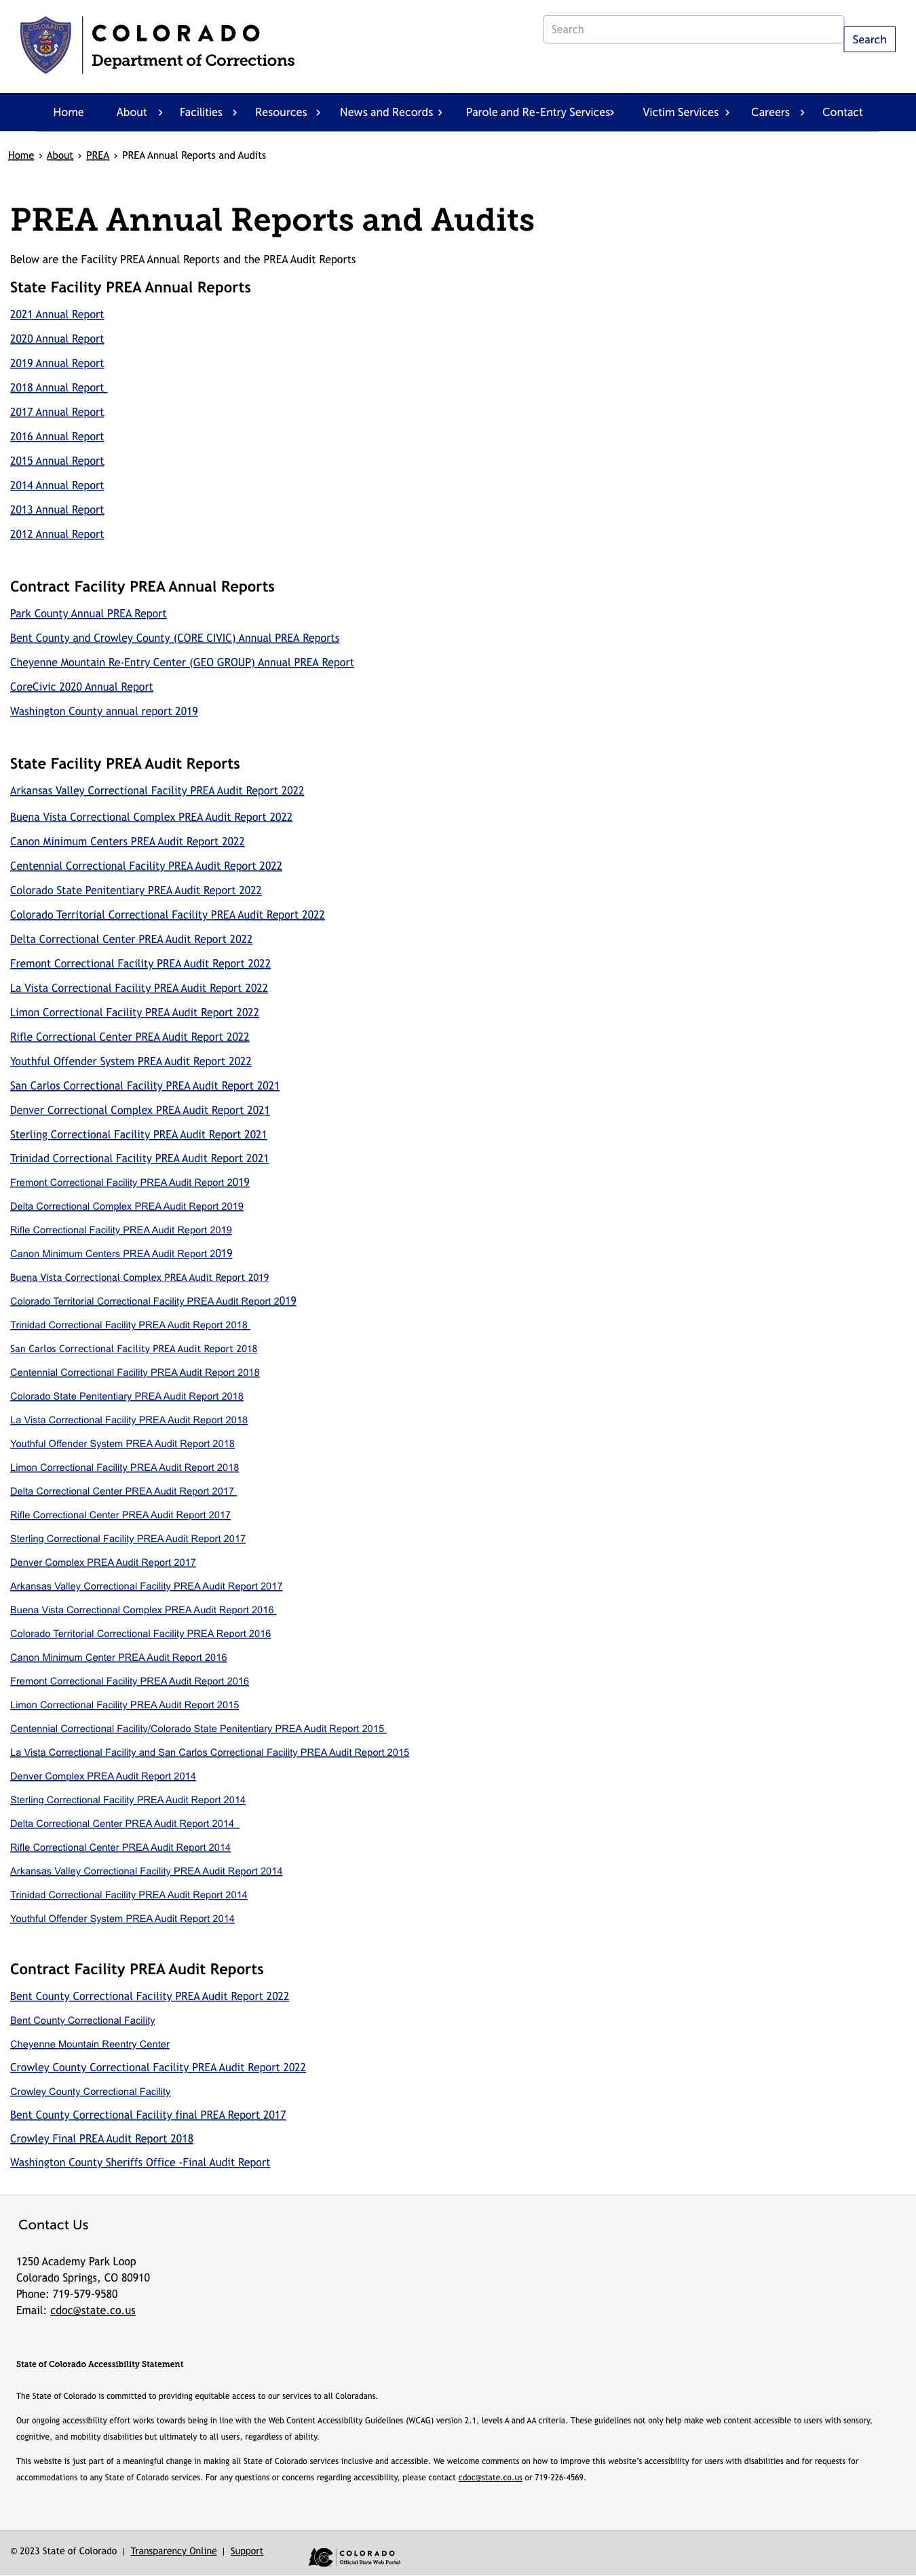 COLORADO
Department of Corrections
Search
Search
Home
About
Facilities
Resources
News and Records
Parole and Re-Entry Services
Victim Services
Careers
Contact
Home › About › PREA › PREA Annual Reports and Audits
PREA Annual Reports and Audits
Below are the Facility PREA Annual Reports and the PREA Audit Reports
State Facility PREA Annual Reports
2021 Annual Report
2020 Annual Report
2019 Annual Report
2018 Annual Report
2017 Annual Report
2016 Annual Report
2015 Annual Report
2014 Annual Report
2013 Annual Report
2012 Annual Report
Contract Facility PREA Annual Reports
Park County Annual PREA Report
Bent County and Crowley County (CORE CIVIC) Annual PREA Reports
Cheyenne Mountain Re-Entry Center (GEO GROUP) Annual PREA Report
CoreCivic 2020 Annual Report
Washington County annual report 2019
State Facility PREA Audit Reports
Arkansas Valley Correctional Facility PREA Audit Report 2022
Buena Vista Correctional Complex PREA Audit Report 2022
Canon Minimum Centers PREA Audit Report 2022
Centennial Correctional Facility PREA Audit Report 2022
Colorado State Penitentiary PREA Audit Report 2022
Colorado Territorial Correctional Facility PREA Audit Report 2022
Delta Correctional Center PREA Audit Report 2022
Fremont Correctional Facility PREA Audit Report 2022
La Vista Correctional Facility PREA Audit Report 2022
Limon Correctional Facility PREA Audit Report 2022
Rifle Correctional Center PREA Audit Report 2022
Youthful Offender System PREA Audit Report 2022
San Carlos Correctional Facility PREA Audit Report 2021
Denver Correctional Complex PREA Audit Report 2021
Sterling Correctional Facility PREA Audit Report 2021
Trinidad Correctional Facility PREA Audit Report 2021
Fremont Correctional Facility PREA Audit Report 2019
Delta Correctional Complex PREA Audit Report 2019
Rifle Correctional Facility PREA Audit Report 2019
Canon Minimum Centers PREA Audit Report 2019
Buena Vista Correctional Complex PREA Audit Report 2019
Colorado Territorial Correctional Facility PREA Audit Report 2019
Trinidad Correctional Facility PREA Audit Report 2018
San Carlos Correctional Facility PREA Audit Report 2018
Centennial Correctional Facility PREA Audit Report 2018
Colorado State Penitentiary PREA Audit Report 2018
La Vista Correctional Facility PREA Audit Report 2018
Youthful Offender System PREA Audit Report 2018
Limon Correctional Facility PREA Audit Report 2018
Delta Correctional Center PREA Audit Report 2017
Rifle Correctional Center PREA Audit Report 2017
Sterling Correctional Facility PREA Audit Report 2017
Denver Complex PREA Audit Report 2017
Arkansas Valley Correctional Facility PREA Audit Report 2017
Buena Vista Correctional Complex PREA Audit Report 2016
Colorado Territorial Correctional Facility PREA Report 2016
Canon Minimum Center PREA Audit Report 2016
Fremont Correctional Facility PREA Audit Report 2016
Limon Correctional Facility PREA Audit Report 2015
Centennial Correctional Facility/Colorado State Penitentiary PREA Audit Report 2015
La Vista Correctional Facility and San Carlos Correctional Facility PREA Audit Report 2015
Denver Complex PREA Audit Report 2014
Sterling Correctional Facility PREA Audit Report 2014
Delta Correctional Center PREA Audit Report 2014
Rifle Correctional Center PREA Audit Report 2014
Arkansas Valley Correctional Facility PREA Audit Report 2014
Trinidad Correctional Facility PREA Audit Report 2014
Youthful Offender System PREA Audit Report 2014
Contract Facility PREA Audit Reports
Bent County Correctional Facility PREA Audit Report 2022
Bent County Correctional Facility
Cheyenne Mountain Reentry Center
Crowley County Correctional Facility PREA Audit Report 2022
Crowley County Correctional Facility
Bent County Correctional Facility final PREA Report 2017
Crowley Final PREA Audit Report 2018
Washington County Sheriffs Office -Final Audit Report
Contact Us
1250 Academy Park Loop
Colorado Springs, CO 80910
Phone: 719-579-9580
Email: cdoc@state.co.us
State of Colorado Accessibility Statement
The State of Colorado is committed to providing equitable access to our services to all Coloradans.
Our ongoing accessibility effort works towards being in line with the Web Content Accessibility Guidelines (WCAG) version 2.1, levels A and AA criteria. These guidelines not only help make web content accessible to users with sensory,
cognitive, and mobility disabilities but ultimately to all users, regardless of ability.
This website is just part of a meaningful change in making all State of Colorado services inclusive and accessible. We welcome comments on how to improve this website's accessibility for users with disabilities and for requests for
accommodations to any State of Colorado services. For any questions or concerns regarding accessibility, please contact cdoc@state.co.us or 719-226-4569.
© 2023 State of Colorado | Transparency Online | Support
COLORADO
Official State Web Portal